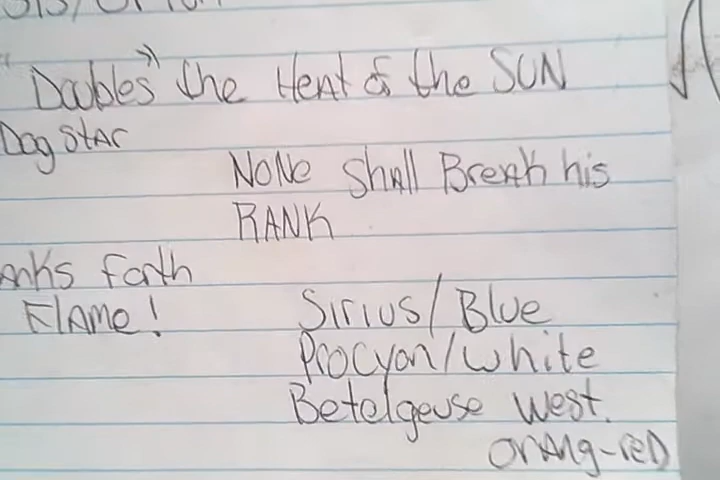 "Doubles" the Heat of the SUN
Dog Star
None Shall Break his
RANK
Forth
Flame!
Sirius/Blue
Procyon/White
Betelgeuse West.
orang-red